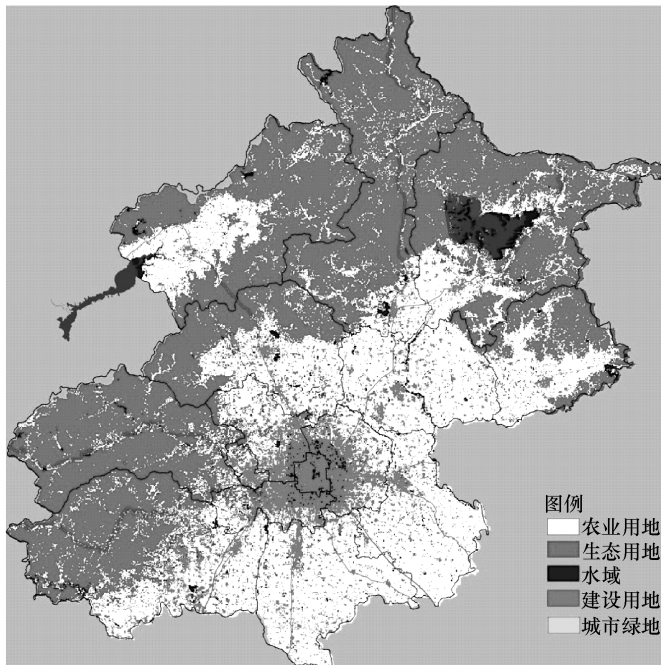 图例
农业用地
生态用地
水域
建设用地
城市绿地